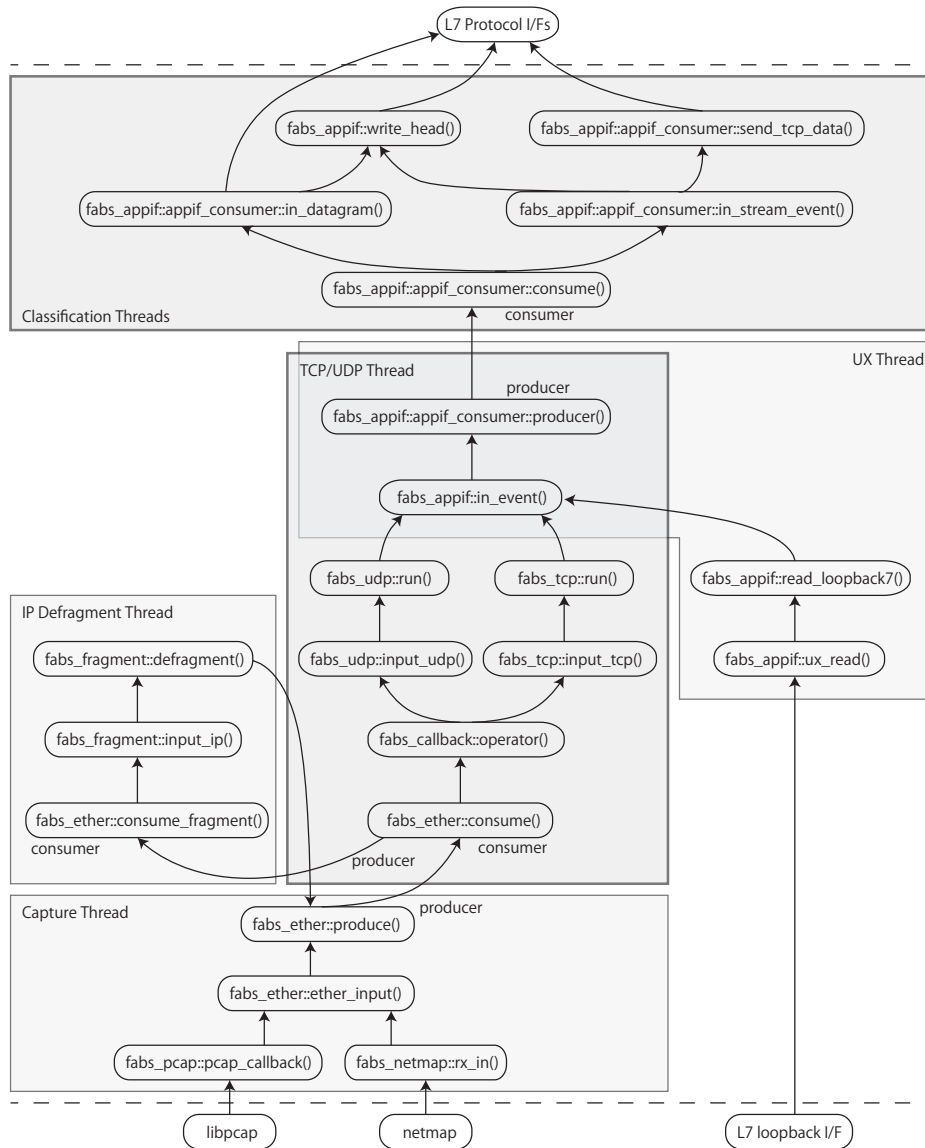 L7 Protocol I/Fs
fabs_appif::write_head()
fabs_appif::appif_consumer::send_tcp_data()
fabs_appif::appif_consumer::in_datagram()
fabs_appif::appif_consumer::in_stream_event()
fabs_appif::appif_consumer::consume()
Classification Threads
consumer
UX Thread
TCP/UDP Thread
producer
fabs_appif::appif_consumer::producer()
fabs_appif::in_event()
fabs_udp::run()
fabs_tcp::run()
fabs_appif::read_loopback7()
IP Defragment Thread
fabs_fragment::defragment()
fabs_udp::input_udp()
fabs_tcp::input_tcp()
fabs_appif::ux_read()
fabs_fragment::input_ip()
fabs_callback::operator()
fabs_ether::consume_fragment()
fabs_ether::consume()
consumer
producer
consumer
Capture Thread
producer
fabs_ether::produce()
fabs_ether::ether_input()
fabs_pcap::pcap_callback()
fabs_netmap::rx_in()
libpcap
netmap
L7 loopback I/F